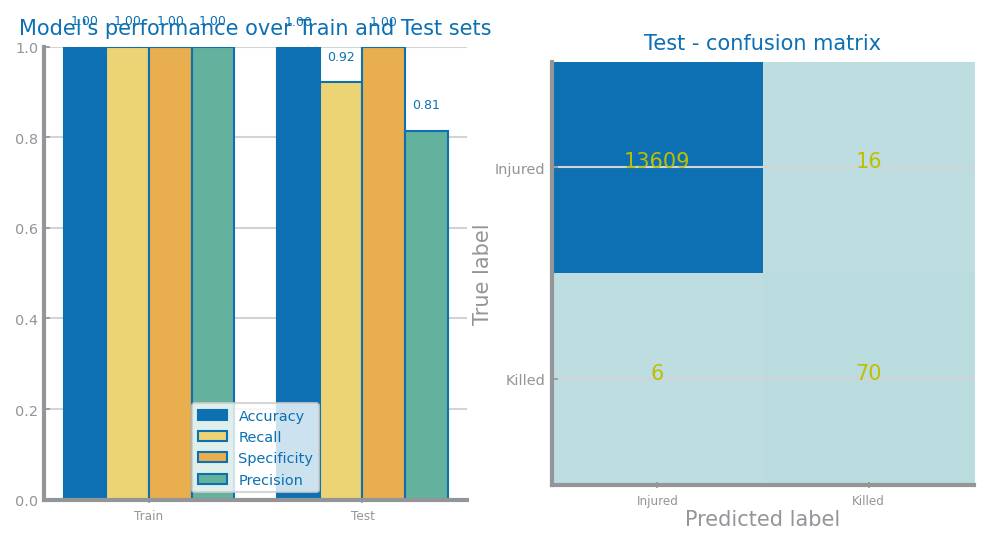 Model's performance over Train and Test sets
1.00 1.00 1.00 1.00 1.00 0.92 1.00 0.81
1.0
0.8
0.6
0.4
0.2
0.0
Accuracy
Recall
Specificity
Precision
Train Test
Test - confusion matrix
True label
Injured 13609 16
Killed 6 70
Injured Killed
Predicted label